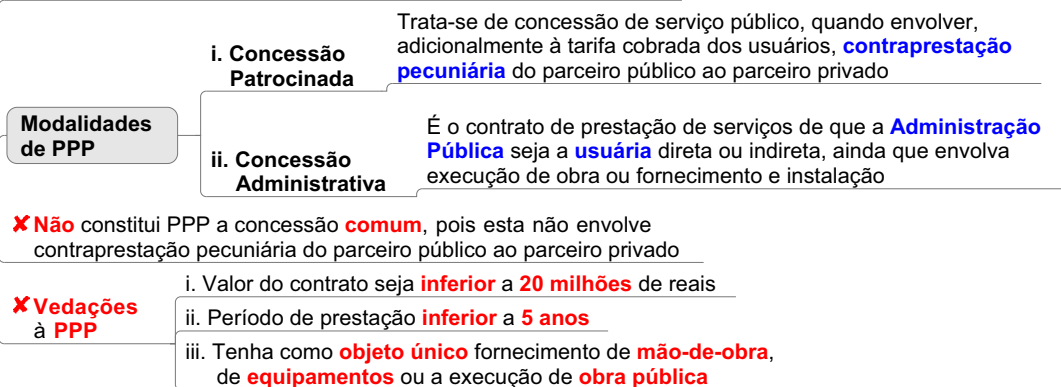 i. Concessão
Patrocinada
Trata-se de concessão de serviço público, quando envolver,
adicionalmente à tarifa cobrada dos usuários, contraprestação
pecuniária do parceiro público ao parceiro privado
Modalidades
de PPP
ii. Concessão
Administrativa
É o contrato de prestação de serviços de que a Administração
Pública seja a usuária direta ou indireta, ainda que envolva
execução de obra ou fornecimento e instalação
✘ Não constitui PPP a concessão comum, pois esta não envolve
contraprestação pecuniária do parceiro público ao parceiro privado
✘ Vedações
à PPP
i. Valor do contrato seja inferior a 20 milhões de reais
ii. Período de prestação inferior a 5 anos
iii. Tenha como objeto único fornecimento de mão-de-obra,
de equipamentos ou a execução de obra pública